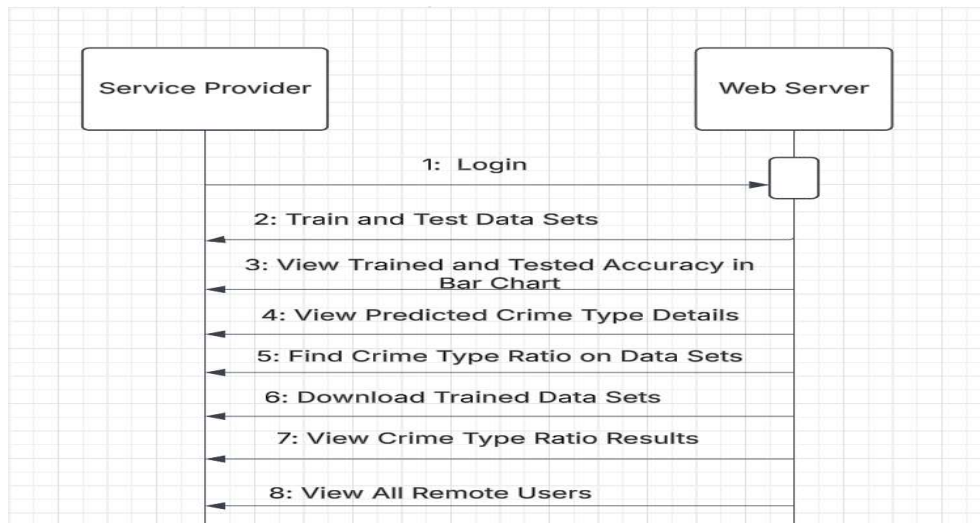 Service Provider
Web Server
1: Login
2: Train and Test Data Sets
3: View Trained and Tested Accuracy in
Bar Chart
4: View Predicted Crime Type Details
5: Find Crime Type Ratio on Data Sets
6: Download Trained Data Sets
7: View Crime Type Ratio Results
8: View All Remote Users